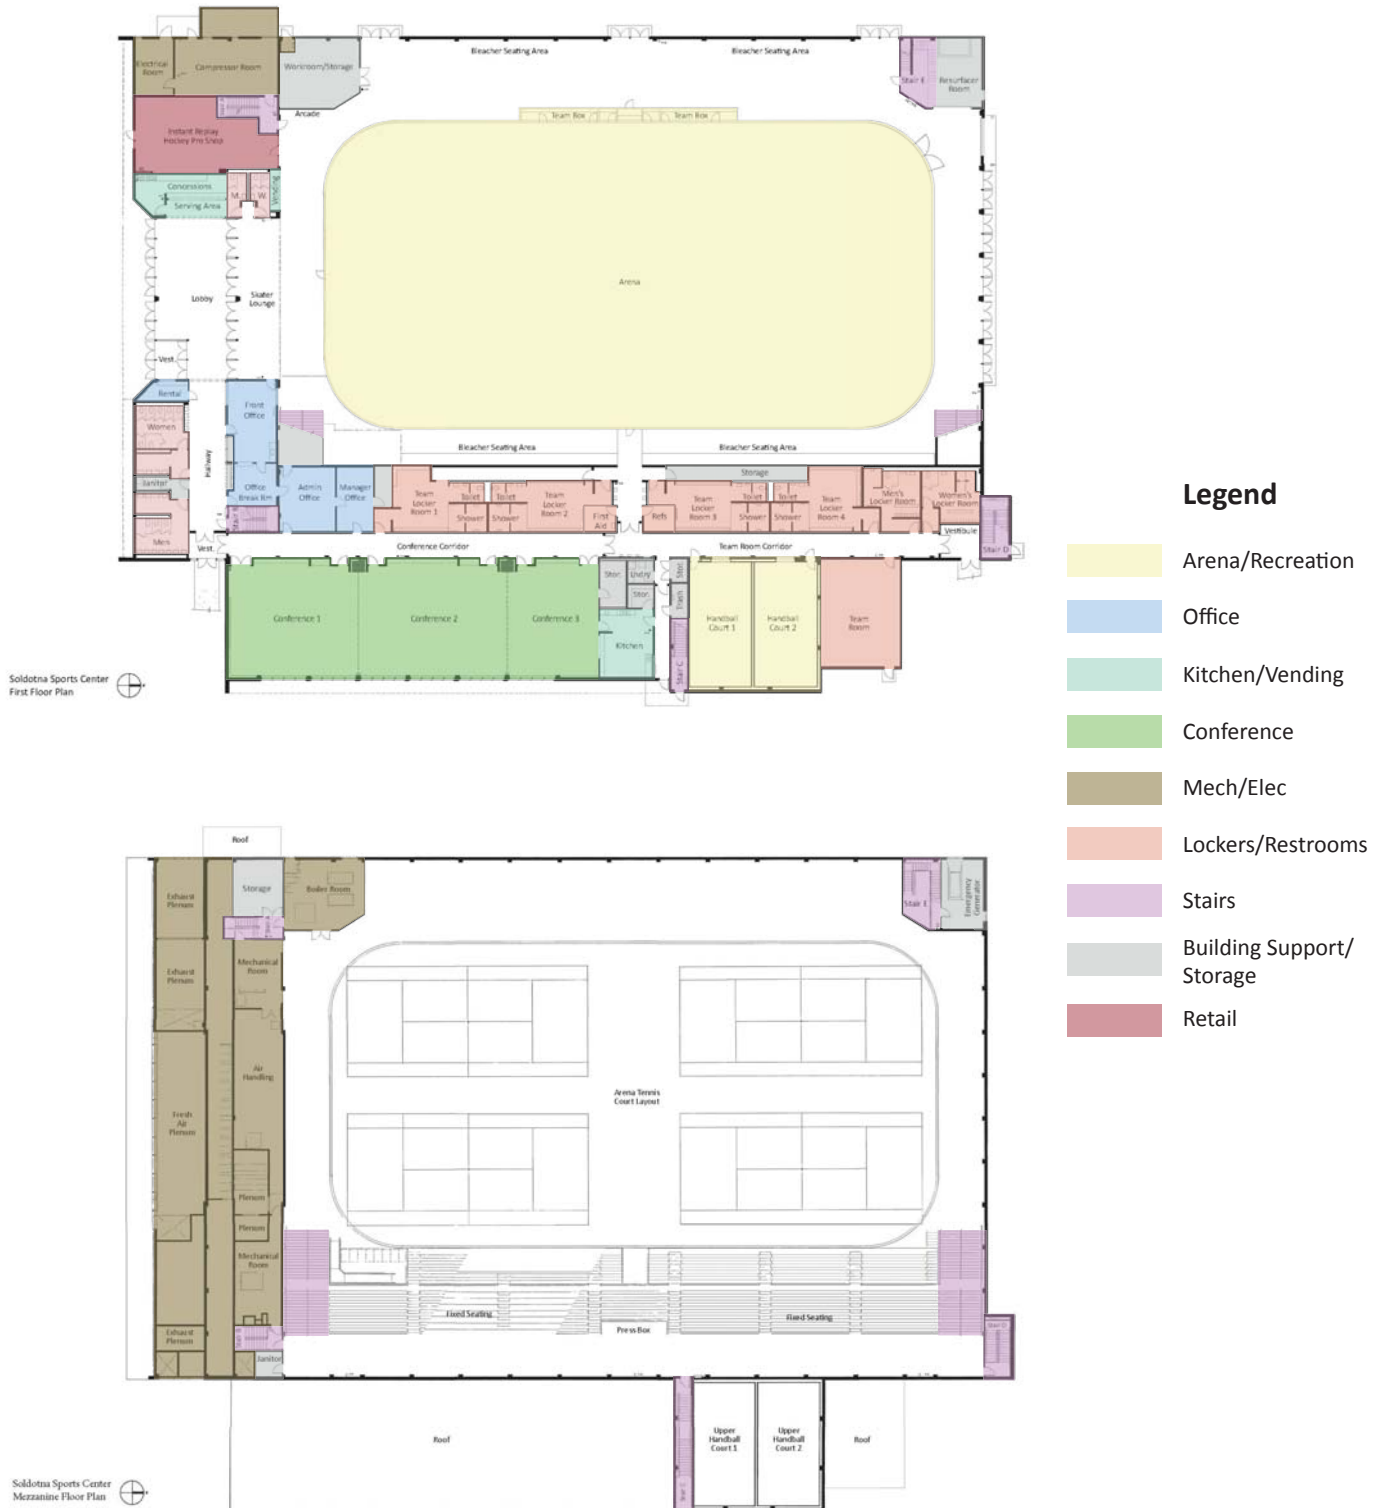 Bleacher Seating Area
Bleacher Seating Area
Electrical
Room
Compressor Room
Workroom/Storage
Stair E
Resurfacer
Room
Arcade
Team Box
Team Box
Instant Replay
Hockey Pro Shop
Concessions
Serving Area
M.
W.
Vending
Arena
Lobby
Skater
Lounge
Vest.
Rental
Front
Office
Women
Hallway
Bleacher Seating Area
Bleacher Seating Area
Janitor
Office
Break Rm
Admin
Office
Manager
Office
Team
Locker
Room 1
Toilet
Shower
Toilet
Shower
Team
Locker
Room 2
First
Aid
Storage
Refs
Team
Locker
Room 3
Toilet
Shower
Toilet
Shower
Team
Locker
Room 4
Men's
Locker Room
Women's
Locker Room
Vestibule
Stair D
Men
Vest.
Conference Corridor
Team Room Corridor
Conference 1
Conference 2
Conference 3
Stor.
Stor.
Kitchen
Stor.
Trash
Stair C
Handball
Court 1
Handball
Court 2
Team
Room
Soldotna Sports Center
First Floor Plan
Legend
Arena/Recreation
Office
Kitchen/Vending
Conference
Mech/Elec
Lockers/Restrooms
Stairs
Building Support/
Storage
Retail
Roof
Exhaust
Plenum
Storage
Boiler Room
Stair E
Emergency
Generator
Exhaust
Plenum
Mechanical
Room
Air
Handling
Fresh
Air
Plenum
Arena Tennis
Court Layout
Plenum
Plenum
Mechanical
Room
Fixed Seating
Fixed Seating
Press Box
Exhaust
Plenum
Stair B
Janitor
Stair D
Roof
Stair C
Upper
Handball
Court 1
Upper
Handball
Court 2
Roof
Soldotna Sports Center
Mezzanine Floor Plan